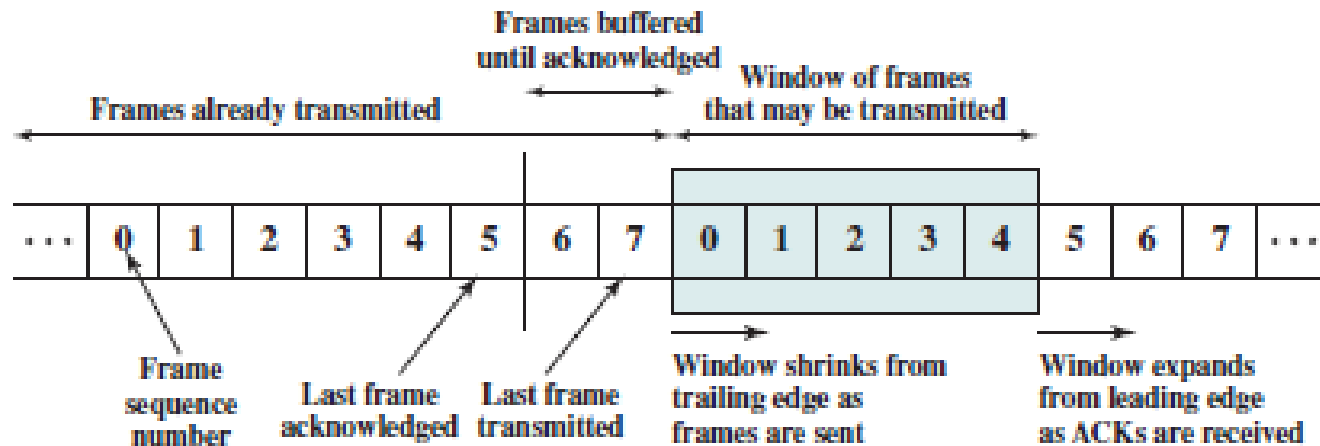 Frames buffered
until acknowledged
Window of frames
that may be transmitted
Frames already transmitted
... 0 1 2 3 4 5 6 7 0 1 2 3 4 5 6 7 ...
Frame
sequence
number
Last frame
acknowledged
Last frame
transmitted
Window shrinks from
trailing edge as
frames are sent
Window expands
from leading edge
as ACKs are received